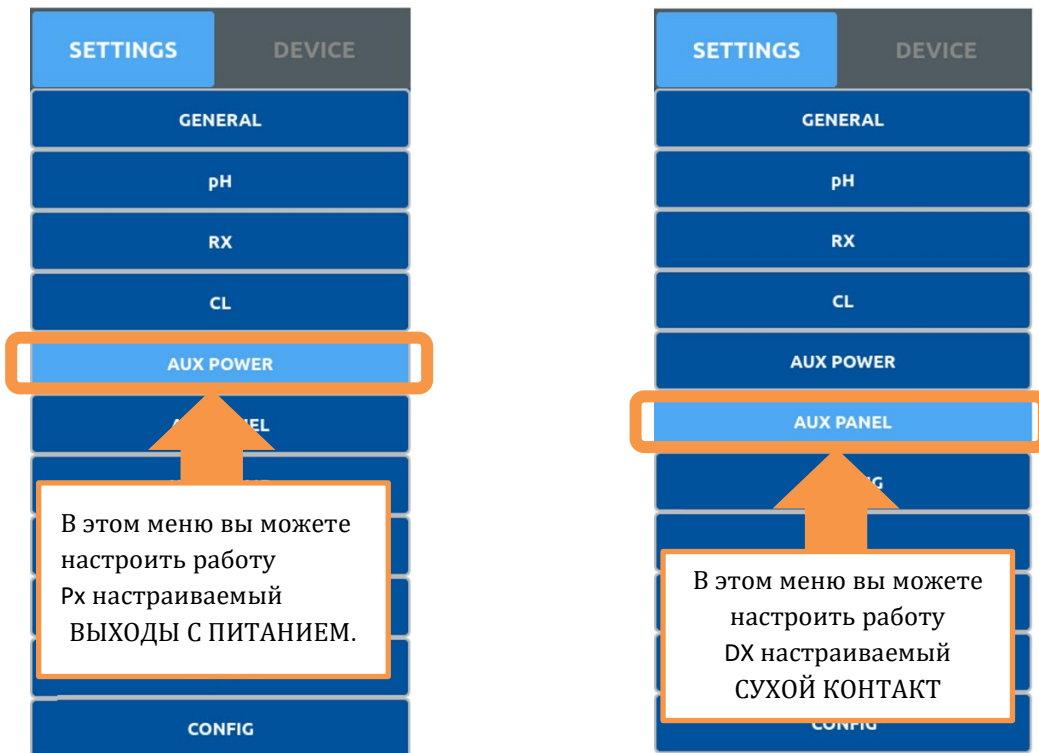 SETTINGS DEVICE
GENERAL
pH
RX
CL
AUX POWER
В этом меню вы можете
настроить работу
Px настраиваемый
ВЫХОДЫ С ПИТАНИЕМ.
CONFIG
SETTINGS DEVICE
GENERAL
pH
RX
CL
AUX POWER
AUX PANEL
В этом меню вы можете
настроить работу
DX настраиваемый
СУХОЙ КОНТАКТ
CONFIG